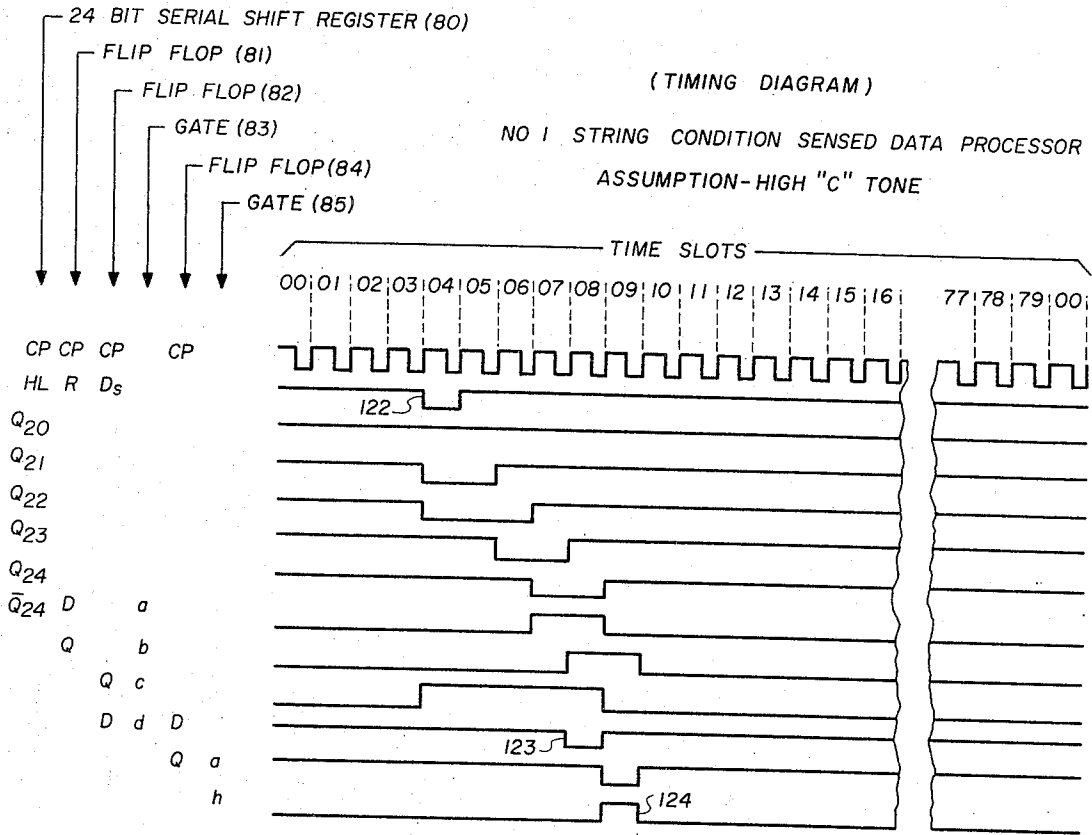 24 BIT SERIAL SHIFT REGISTER (80)
FLIP FLOP (81)
FLIP FLOP (82)
GATE (83)
FLIP FLOP (84)
GATE (85)
(TIMING DIAGRAM)
NO 1 STRING CONDITION SENSED DATA PROCESSOR
ASSUMPTION-HIGH "C" TONE
TIME SLOTS
00 01 02 03 04 05 06 07 08 09 10 11 12 13 14 15 16 77 78 79 00
CP CP CP CP
HL R Ds
122
Q20
Q21
Q22
Q23
Q24
Q̄24 D a
Q b
Q c
D d D
123
Q a
h
124